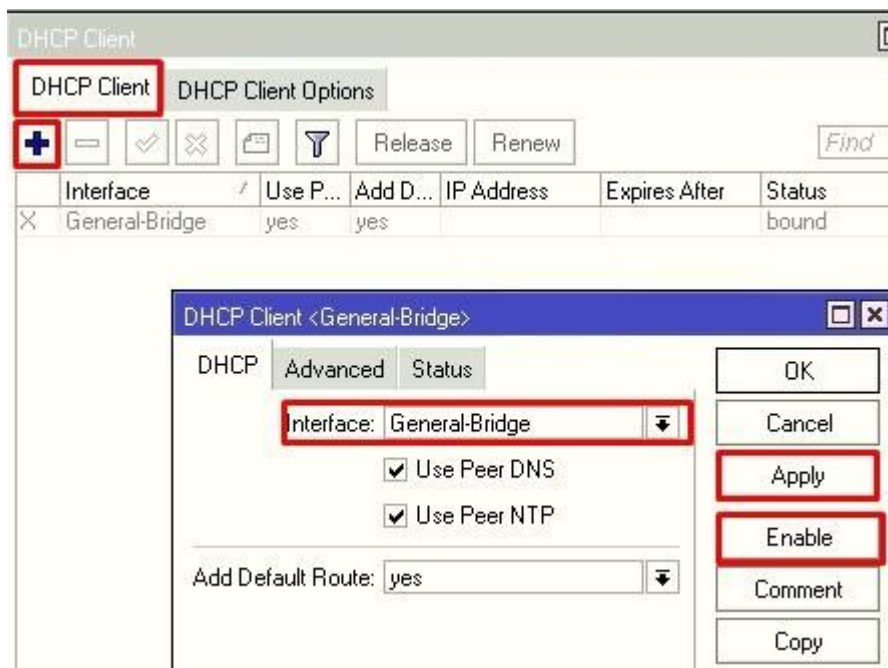 DHCP Client
DHCP Client DHCP Client Options
Release Renew Find
Interface Use P... Add D... IP Address Expires After Status
X General-Bridge yes yes bound
DHCP Client <General-Bridge>
DHCP Advanced Status
OK
Interface: General-Bridge
Cancel
Use Peer DNS
Apply
Use Peer NTP
Enable
Add Default Route: yes
Comment
Copy